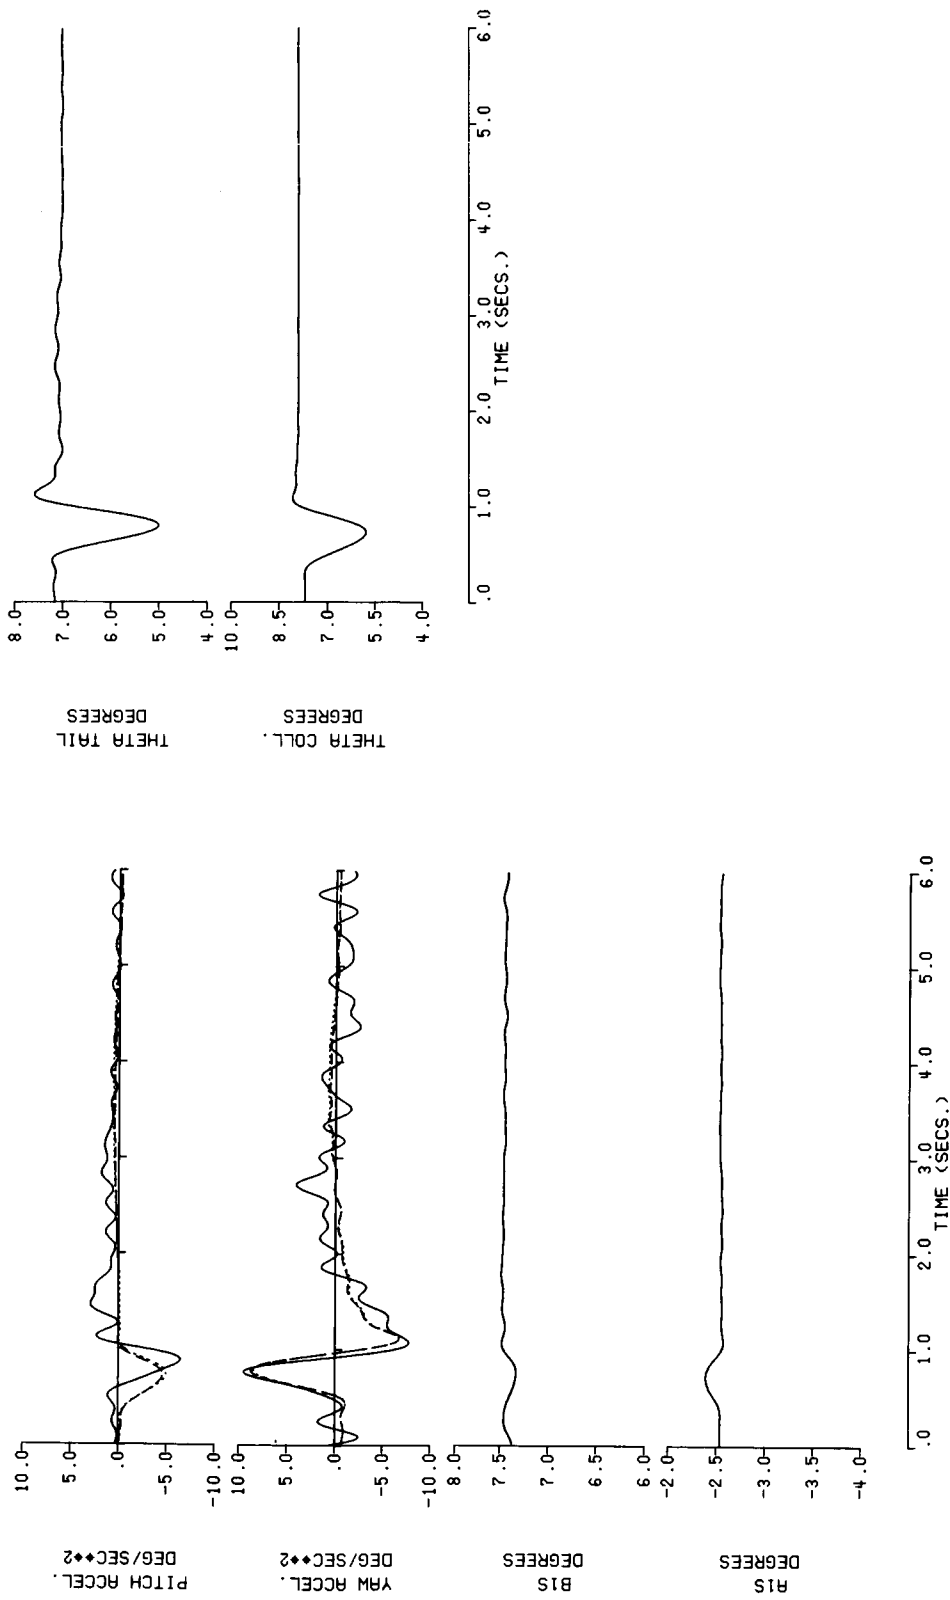 THETA TAIL
DEGREES
8.0
7.0
6.0
5.0
4.0
THETA COLL.
DEGREES
10.0
8.5
7.0
5.5
4.0
.0 1.0 2.0 3.0 4.0 5.0 6.0
TIME (SECS.)
PITCH ACCEL.
DEG/SEC**2
10.0
5.0
.0
-5.0
-10.0
YAW ACCEL.
DEG/SEC**2
10.0
5.0
.0
-5.0
-10.0
B1S
DEGREES
8.0
7.5
7.0
6.5
6.0
A1S
DEGREES
-2.0
-2.5
-3.0
-3.5
-4.0
.0 1.0 2.0 3.0 4.0 5.0 6.0
TIME (SECS.)